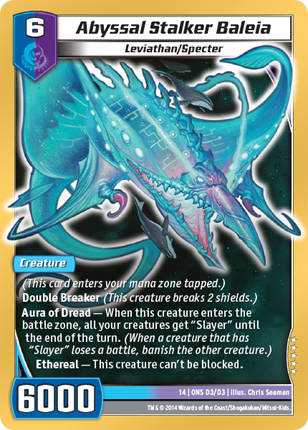 6
Abyssal Stalker Baleia
Leviathan/Specter
Creature
(This card enters your mana zone tapped.)
Double Breaker (This creature breaks 2 shields.)
Aura of Dread — When this creature enters the
battle zone, all your creatures get "Slayer" until
the end of the turn. (When a creature that has
"Slayer" loses a battle, banish the other creature.)
Ethereal — This creature can't be blocked.
6000
14 | ONS D3/D3 | Illus. Chris Seaman
TM & © 2014 Wizards of the Coast/Shogakukan/Mitsui-Kids.